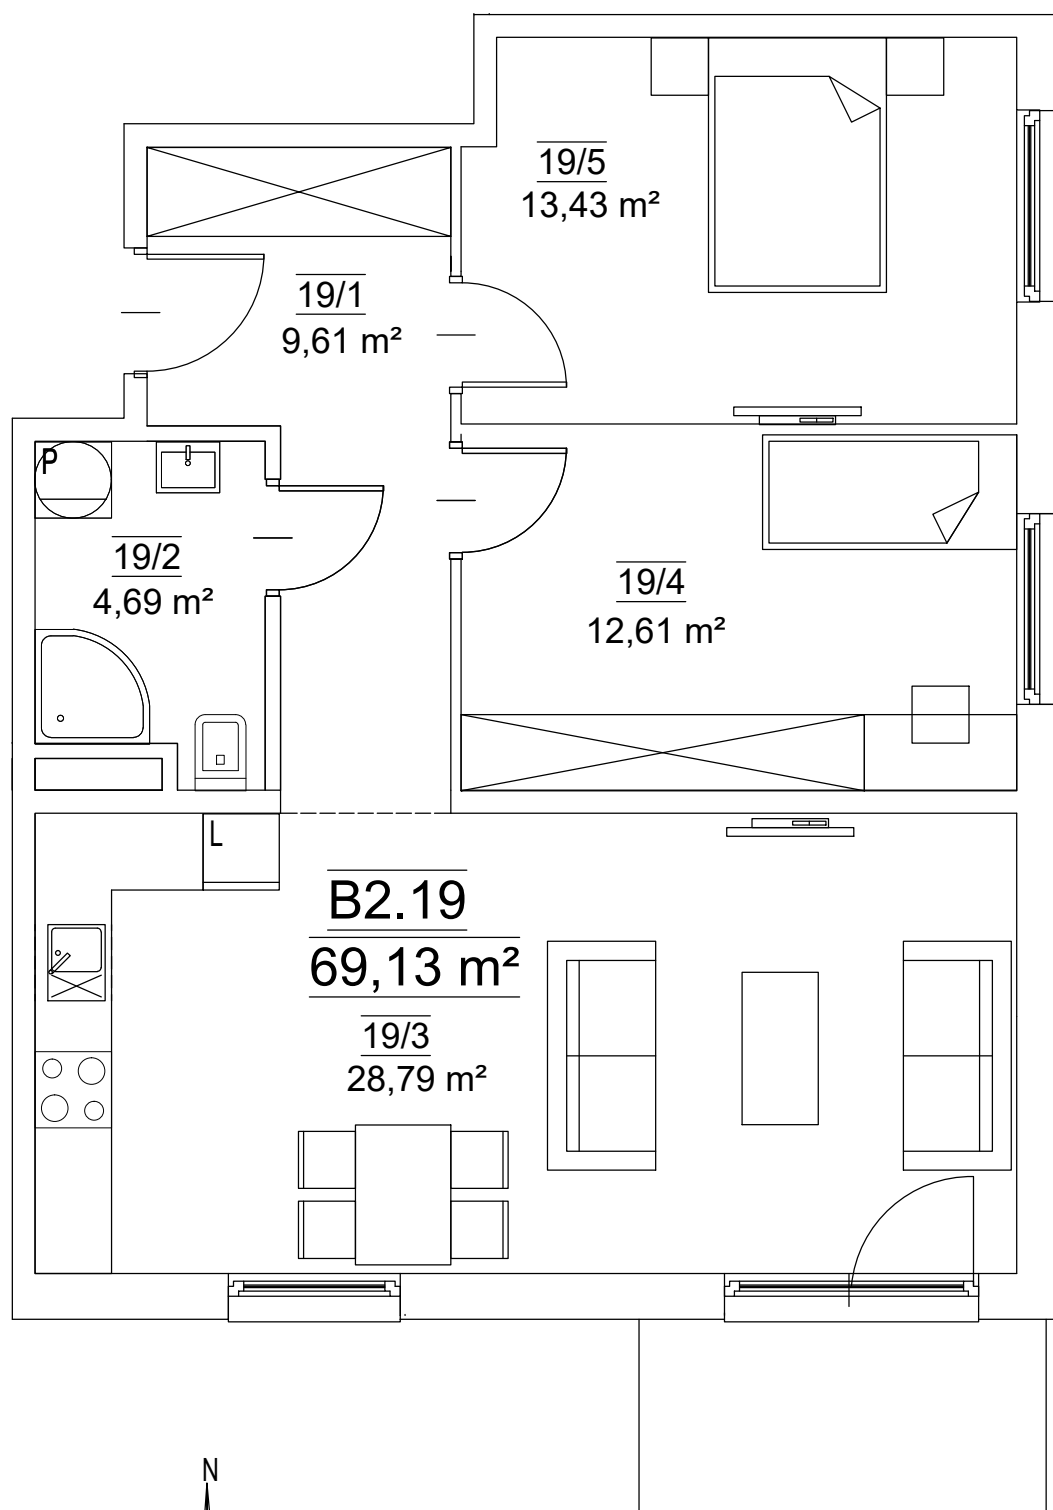 19/5
13,43 m²
19/1
9,61 m²
P
19/2
4,69 m²
19/4
12,61 m²
L
B2.19
69,13 m²
19/3
28,79 m²
N